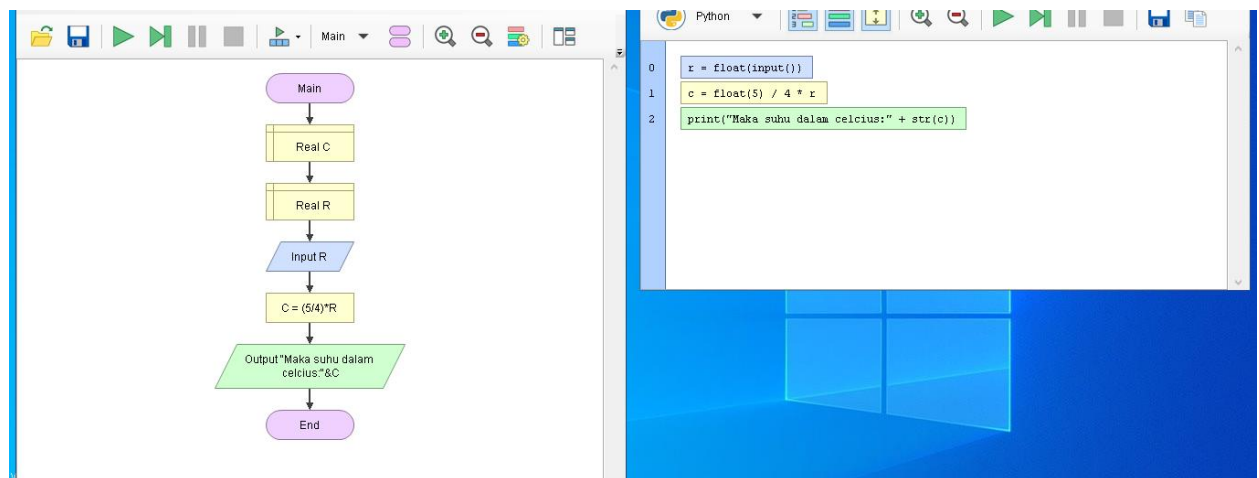 Main
Main
Real C
Real R
Input R
C = (5/4)*R
Output"Maka suhu dalam
celcius:"&C
End
Python
0 r = float(input())
1 c = float(5) / 4 * r
2 print("Maka suhu dalam celcius:" + str(c))